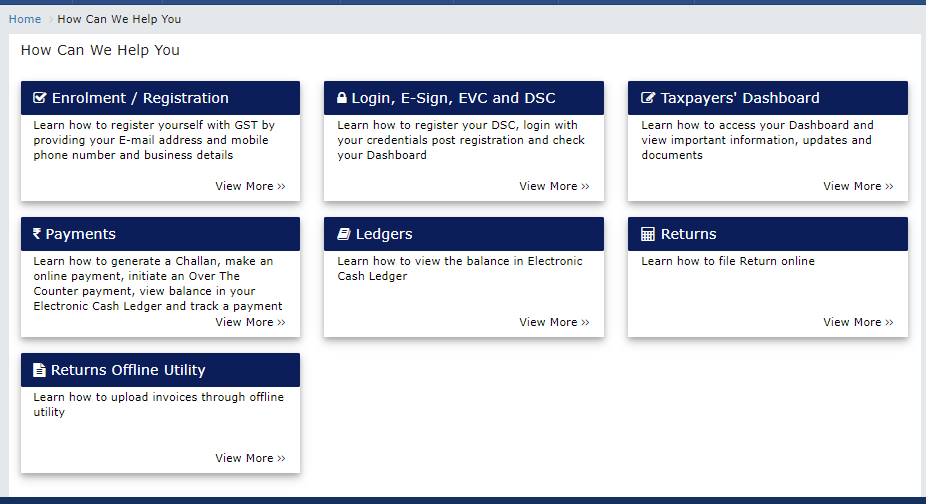 Home > How Can We Help You
How Can We Help You
Enrolment / Registration
Learn how to register yourself with GST by
providing your E-mail address and mobile
phone number and business details
View More »
Login, E-Sign, EVC and DSC
Learn how to register your DSC, login with
your credentials post registration and check
your Dashboard
View More »
Taxpayers' Dashboard
Learn how to access your Dashboard and
view important information, updates and
documents
View More »
₹ Payments
Learn how to generate a Challan, make an
online payment, initiate an Over The
Counter payment, view balance in your
Electronic Cash Ledger and track a payment
View More »
Ledgers
Learn how to view the balance in Electronic
Cash Ledger
View More »
Returns
Learn how to file Return online
View More »
Returns Offline Utility
Learn how to upload invoices through offline
utility
View More »